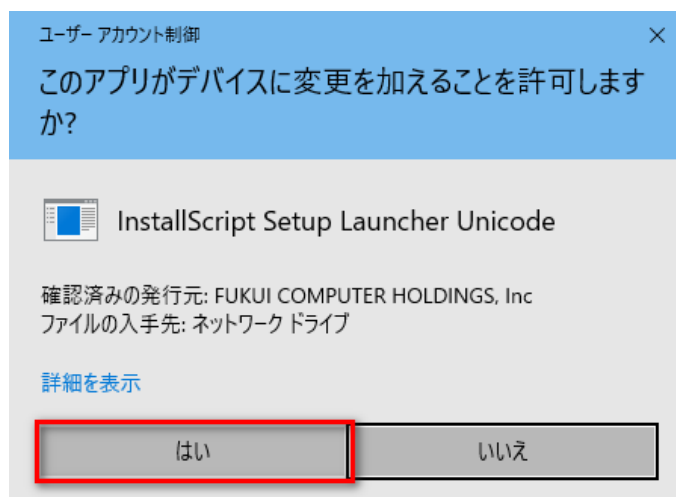 ユーザー アカウント制御
このアプリがデバイスに変更を加えることを許可します
か?
InstallScript Setup Launcher Unicode
確認済みの発行元: FUKUI COMPUTER HOLDINGS, Inc
ファイルの入手先: ネットワーク ドライブ
詳細を表示
はい
いいえ